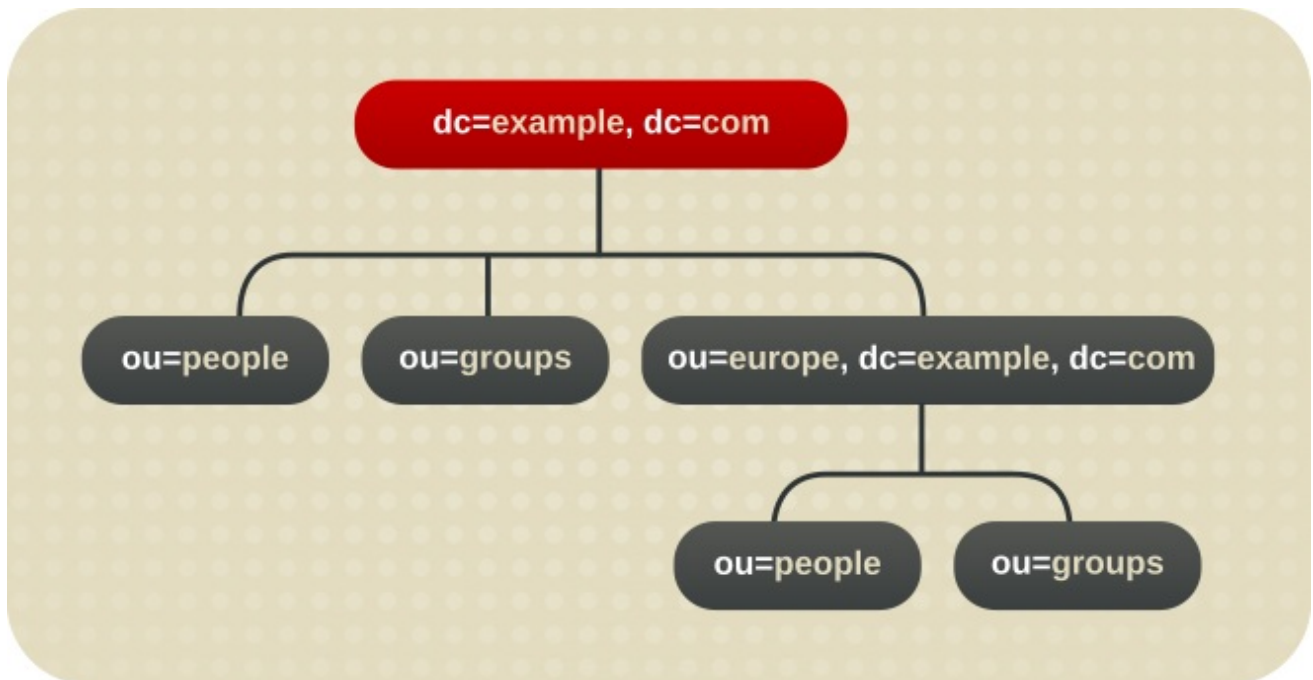 dc=example, dc=com
ou=people
ou=groups
ou=europe, dc=example, dc=com
ou=people
ou=groups